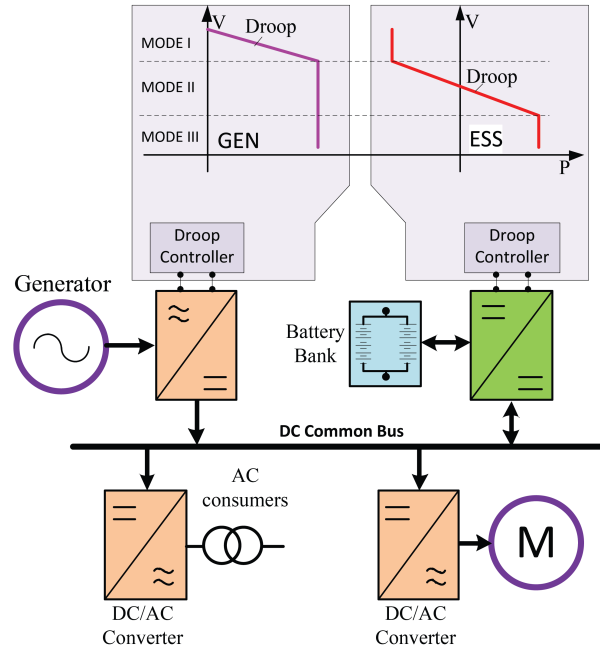 V
Droop
MODE I
MODE II
MODE III
GEN
V
Droop
ESS
P
Droop
Controller
Droop
Controller
Generator
Battery
Bank
DC Common Bus
AC
consumers
M
DC/AC
Converter
DC/AC
Converter